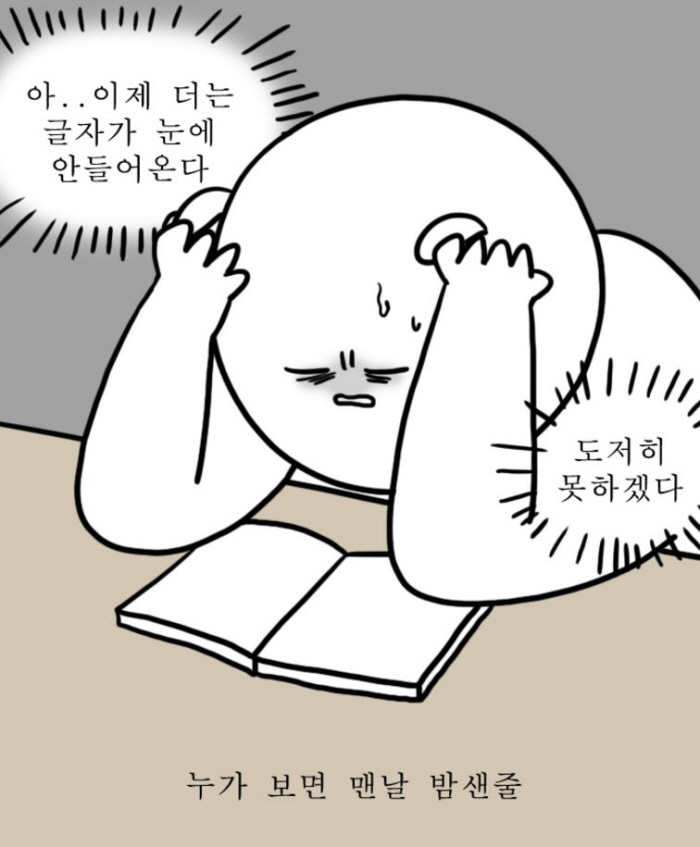 아..이제 더는
글자가 눈에
안들어온다
도저히
못하겠다
누가 보면 맨날 밤샌줄